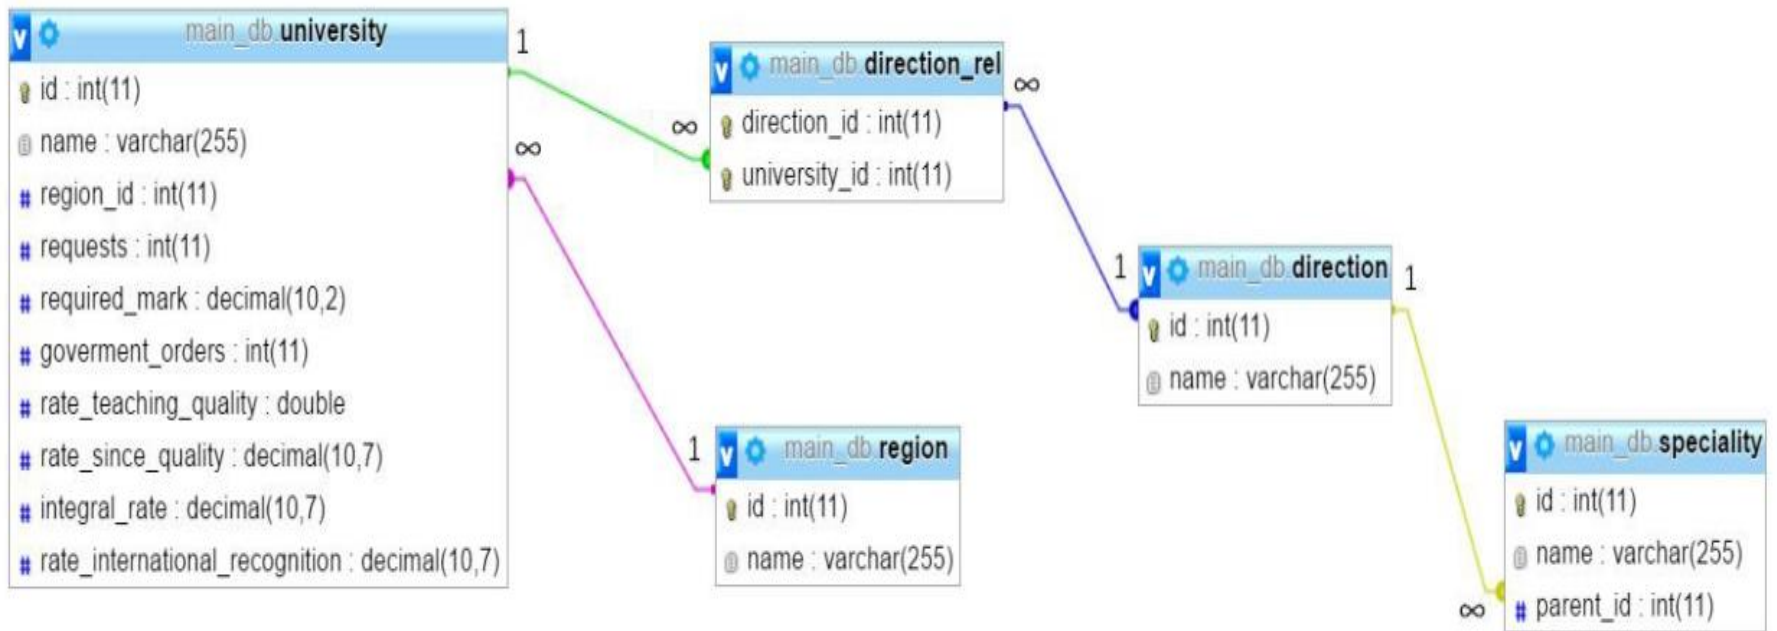 main_db.university
id : int(11)
name : varchar(255)
region_id : int(11)
requests : int(11)
required_mark : decimal(10,2)
goverment_orders : int(11)
rate_teaching_quality : double
rate_since_quality : decimal(10,7)
integral_rate : decimal(10,7)
rate_international_recognition : decimal(10,7)
1
∞
∞
main_db.direction_rel
direction_id : int(11)
university_id : int(11)
∞
1
main_db.region
id : int(11)
name : varchar(255)
1
main_db.direction
id : int(11)
name : varchar(255)
1
∞
main_db.speciality
id : int(11)
name : varchar(255)
parent_id : int(11)